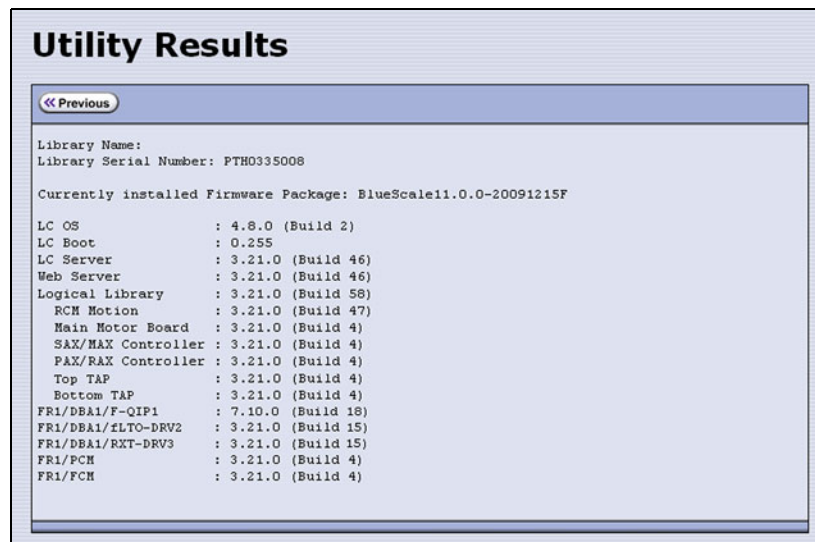 Utility Results
« Previous
Library Name:
Library Serial Number: PTH0335008
Currently installed Firmware Package: BlueScale11.0.0-20091215F
LC OS : 4.8.0 (Build 2)
LC Boot : 0.255
LC Server : 3.21.0 (Build 46)
Web Server : 3.21.0 (Build 46)
Logical Library : 3.21.0 (Build 58)
RCM Motion : 3.21.0 (Build 47)
Main Motor Board : 3.21.0 (Build 4)
SAX/MAX Controller : 3.21.0 (Build 4)
PAX/RAX Controller : 3.21.0 (Build 4)
Top TAP : 3.21.0 (Build 4)
Bottom TAP : 3.21.0 (Build 4)
FR1/DBA1/F-QIP1 : 7.10.0 (Build 18)
FR1/DBA1/fLTO-DRV2 : 3.21.0 (Build 15)
FR1/DBA1/RXT-DRV3 : 3.21.0 (Build 15)
FR1/PCM : 3.21.0 (Build 4)
FR1/FCM : 3.21.0 (Build 4)